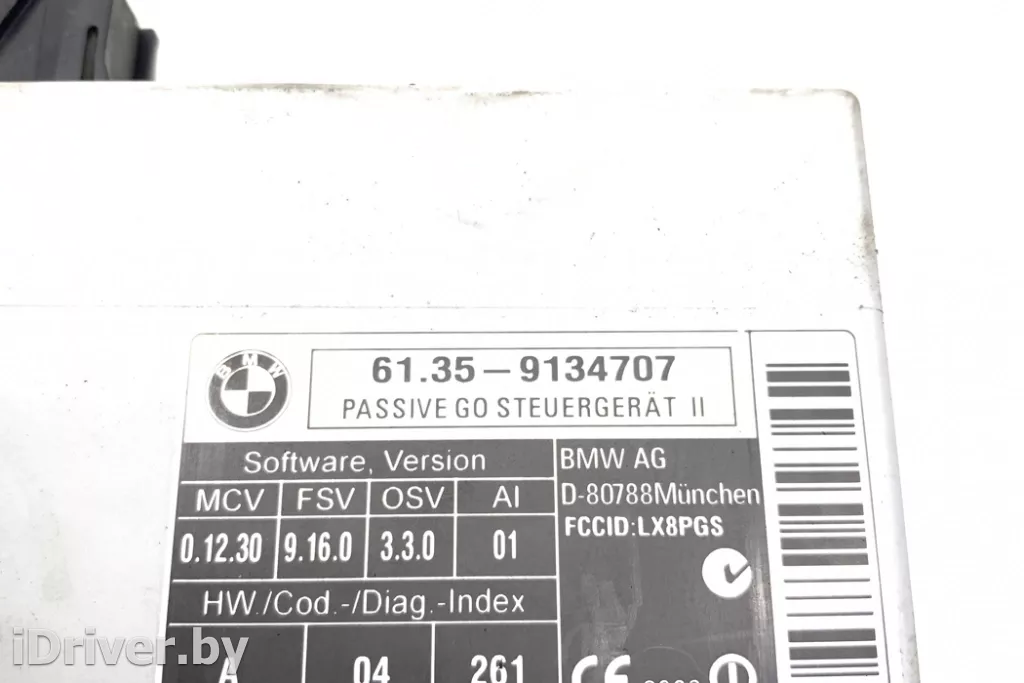 BMW
61.35-9134707
PASSIVE GO STEUERGERÄT II
Software, Version
MCV FSV OSV AI
0.12.30 9.16.0 3.3.0 01
HW./Cod.-/Diag.-Index
A 04 261
BMW AG
D-80788München
FCCID:LX8PGS
CE
iDriver.by